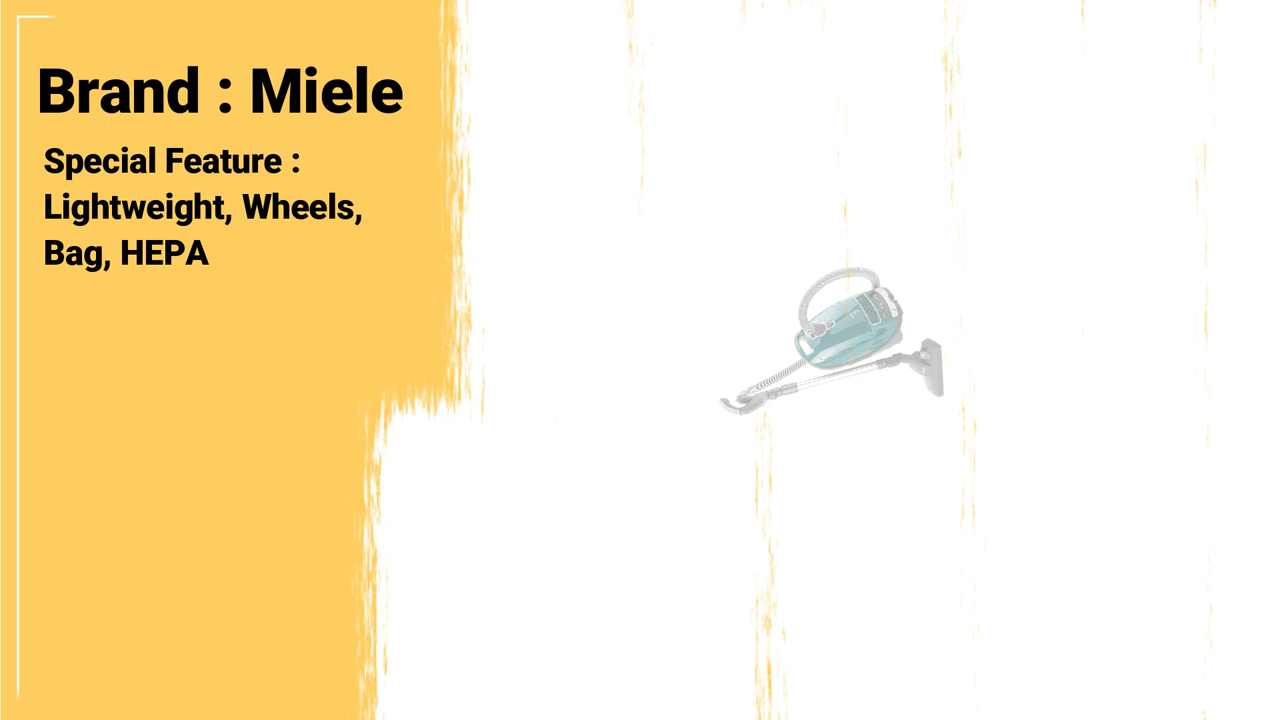 Brand : Miele
Special Feature :
Lightweight, Wheels,
Bag, HEPA